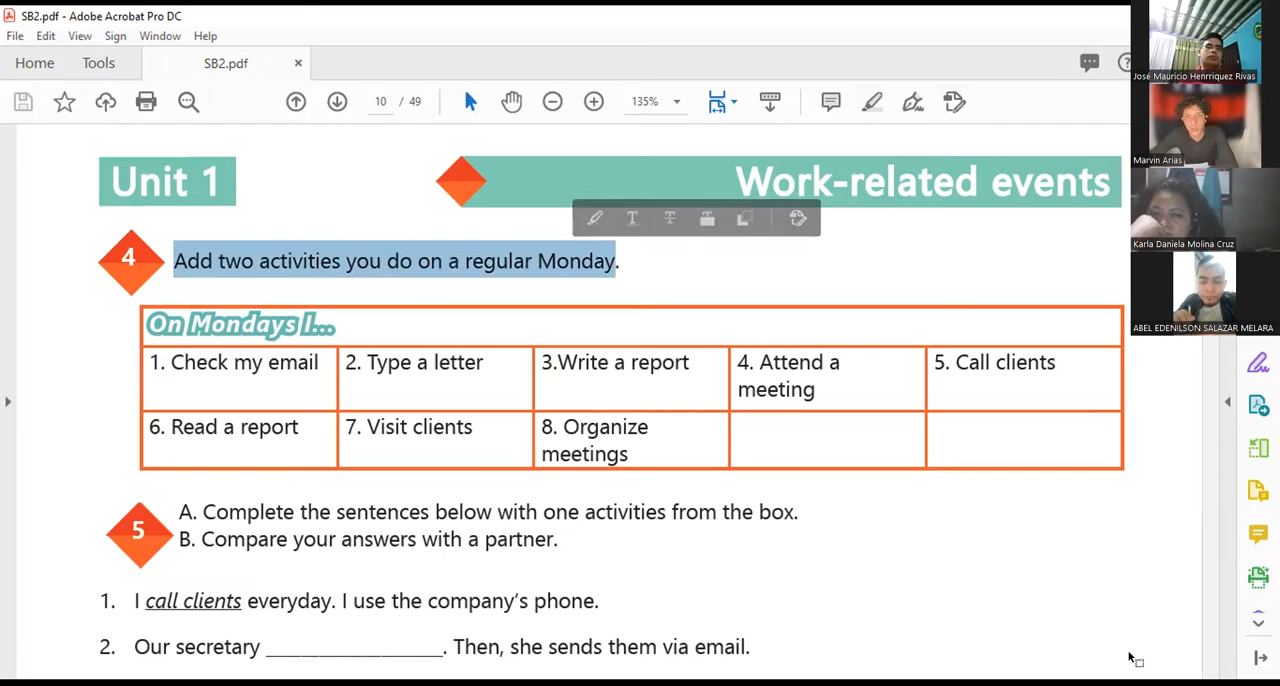 SB2.pdf - Adobe Acrobat Pro DC
File Edit View Sign Window Help
Home Tools SB2.pdf ×
10 / 49 135%
José Mauricio Henrriquez Rivas
Marvin Arias
Karla Daniela Molina Cruz
ABEL EDENILSON SALAZAR MELARA
Unit 1 Work-related events
4 Add two activities you do on a regular Monday.
On Mondays I...
1. Check my email 2. Type a letter 3.Write a report 4. Attend a meeting 5. Call clients
6. Read a report 7. Visit clients 8. Organize meetings
5 A. Complete the sentences below with one activities from the box.
B. Compare your answers with a partner.
1. I call clients everyday. I use the company's phone.
2. Our secretary __________________. Then, she sends them via email.